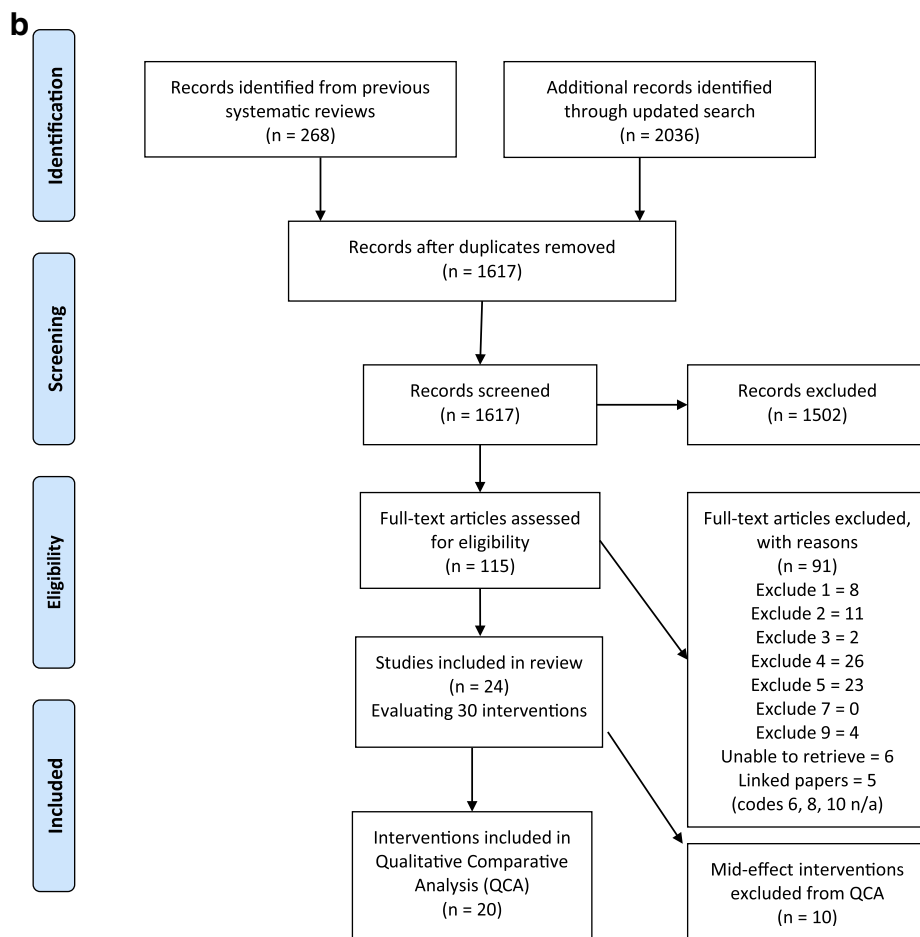 b
Identification
Records identified from previous
systematic reviews
(n = 268)
Additional records identified
through updated search
(n = 2036)
Records after duplicates removed
(n = 1617)
Screening
Records screened
(n = 1617)
Records excluded
(n = 1502)
Eligibility
Full-text articles assessed
for eligibility
(n = 115)
Full-text articles excluded,
with reasons
(n = 91)
Exclude 1 = 8
Exclude 2 = 11
Exclude 3 = 2
Exclude 4 = 26
Exclude 5 = 23
Exclude 7 = 0
Exclude 9 = 4
Unable to retrieve = 6
Linked papers = 5
(codes 6, 8, 10 n/a)
Studies included in review
(n = 24)
Evaluating 30 interventions
Included
Interventions included in
Qualitative Comparative
Analysis (QCA)
(n = 20)
Mid-effect interventions
excluded from QCA
(n = 10)